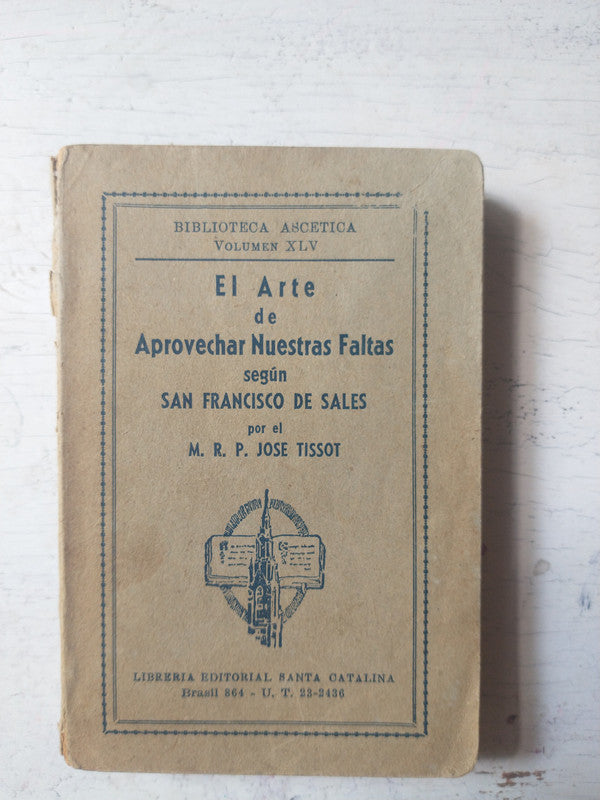 BIBLIOTECA ASCETICA
VOLUMEN XLV
El Arte
de
Aprovechar Nuestras Faltas
según
SAN FRANCISCO DE SALES
por el
M. R. P. JOSE TISSOT
LIBRERIA EDITORIAL SANTA CATALINA
Brasil 864 - U. T. 23-2436